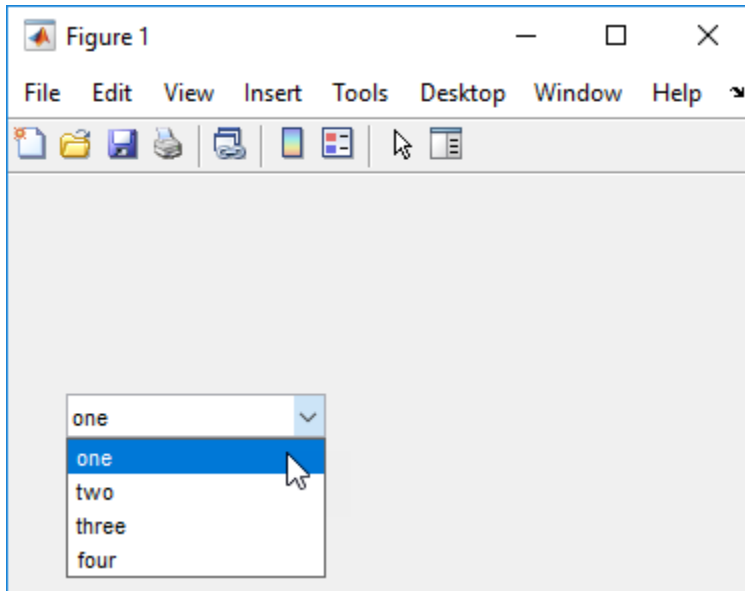 Figure 1
File Edit View Insert Tools Desktop Window Help
one
one
two
three
four